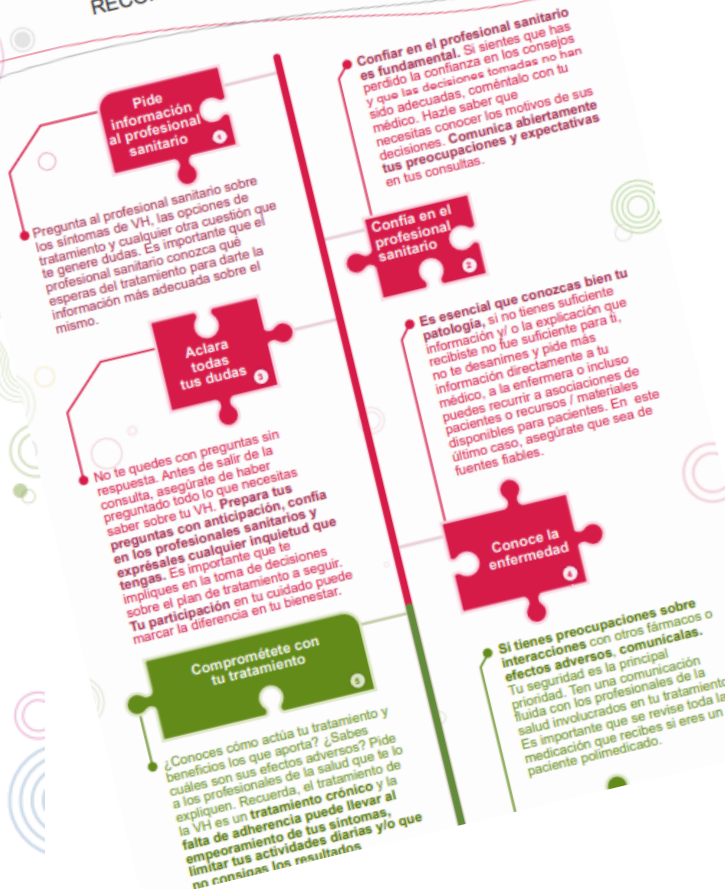 RECO
Pide
información
al profesional
sanitario
1
Pregunta al profesional sanitario sobre
los síntomas de VH, las opciones de
tratamiento y cualquier otra cuestión que
te genere dudas. Es importante que el
profesional sanitario conozca qué
esperas del tratamiento para darte la
información más adecuada sobre el
mismo.
Confiar en el profesional sanitario
es fundamental. Si sientes que has
perdido la confianza en los consejos
y que las decisiones tomadas no han
sido adecuadas, coméntalo con tu
médico. Hazle saber que
necesitas conocer los motivos de sus
decisiones. Comunica abiertamente
tus preocupaciones y expectativas
en tus consultas.
Confía en el
profesional
sanitario
2
Aclara
todas
tus dudas
3
No te quedes con preguntas sin
respuesta. Antes de salir de la
consulta, asegúrate de haber
preguntado todo lo que necesitas
saber sobre tu VH. Prepara tus
preguntas con anticipación, confia
en los profesionales sanitarios y
exprésales cualquier inquietud que
tengas. Es importante que te
impliques en la toma de decisiones
sobre el plan de tratamiento a seguir.
Tu participación en tu cuidado puede
marcar la diferencia en tu bienestar.
Es esencial que conozcas bien tu
patología, si no tienes suficiente
información y/ o la explicación que
recibiste no fue suficiente para ti,
no te desanimes y pide más
información directamente a tu
médico, a la enfermera o incluso
puedes recurrir a asociaciones de
pacientes o recursos / materiales
disponibles para pacientes. En este
último caso, asegúrate que sea de
fuentes fiables.
Conoce la
enfermedad
4
Comprométete con
tu tratamiento
5
¿Conoces cómo actúa tu tratamiento y
beneficios los que aporta? ¿Sabes
cuáles son sus efectos adversos? Pide
a los profesionales de la salud que te lo
expliquen. Recuerda, el tratamiento de
la VH es un tratamiento crónico y la
falta de adherencia puede llevar al
empeoramiento de tus síntomas,
limitar tus actividades diarias y/o que
no consigas los resultados
Si tienes preocupaciones sobre
interacciones con otros fármacos o
efectos adversos, comunícalas.
Tu seguridad es la principal
prioridad. Ten una comunicación
fluida con los profesionales de la
salud involucrados en tu tratamiento
Es importante que se revise toda la
medicación que recibes si eres un
paciente polimedicado.